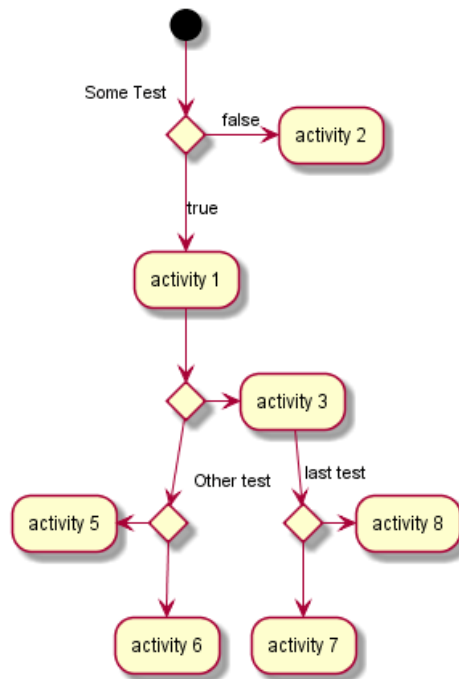 Some Test
false
activity 2
true
activity 1
activity 3
Other test
last test
activity 5
activity 8
activity 6
activity 7